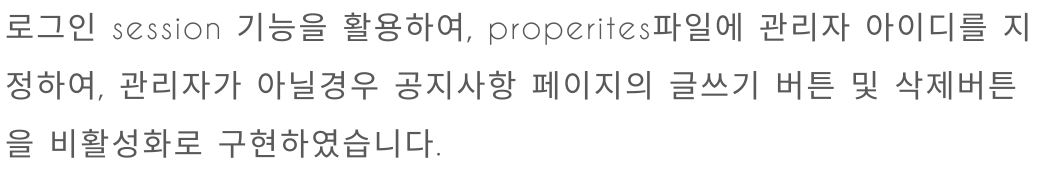 로그인 session 기능을 활용하여, properites파일에 관리자 아이디를 지
정하여, 관리자가 아닐경우 공지사항 페이지의 글쓰기 버튼 및 삭제버튼
을 비활성화로 구현하였습니다.